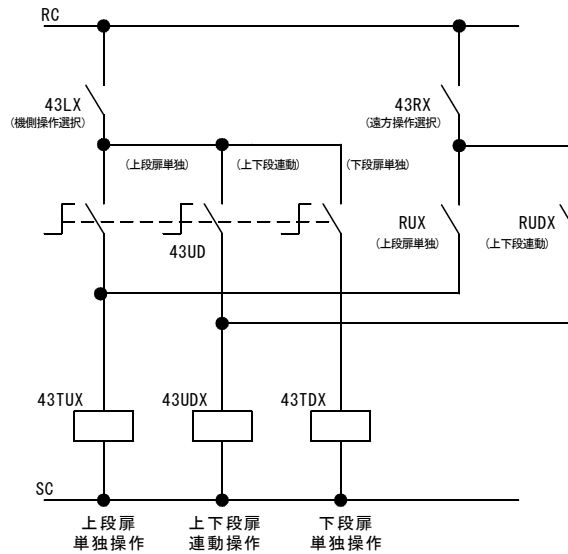 RC
43LX
(機側操作選択)
43RX
(遠方操作選択)
(上段扉単独)
(上下段連動)
(下段扉単独)
43UD
RUX
(上段扉単独)
RUDX
(上下段連動)
43TUX
43UDX
43TDX
SC
上段扉
単独操作
上下段扉
連動操作
下段扉
単独操作